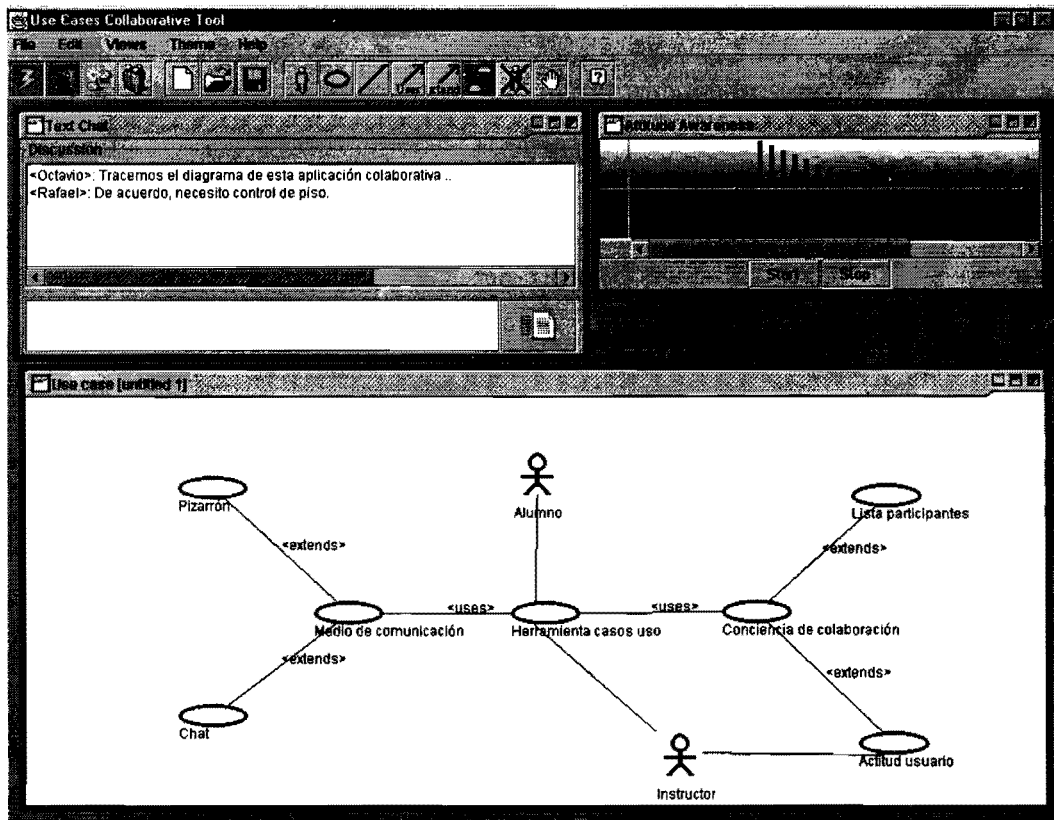 Use Cases Collaborative Tool
File Edit Views Theme Help
Text Chat
Discussion
<Octavio>: Tracemos el diagrama de esta aplicación colaborativa ..
<Rafael>: De acuerdo, necesito control de piso.
Attitude Awareness
Start Stop
Use case [untitled 1]
Pizarrón
Alumno
Lista participantes
<extends>
<extends>
<uses>
<uses>
Medio de comunicación
Herramienta casos uso
Conciencia de colaboración
<extends>
<extends>
Chat
Actitud usuario
Instructor